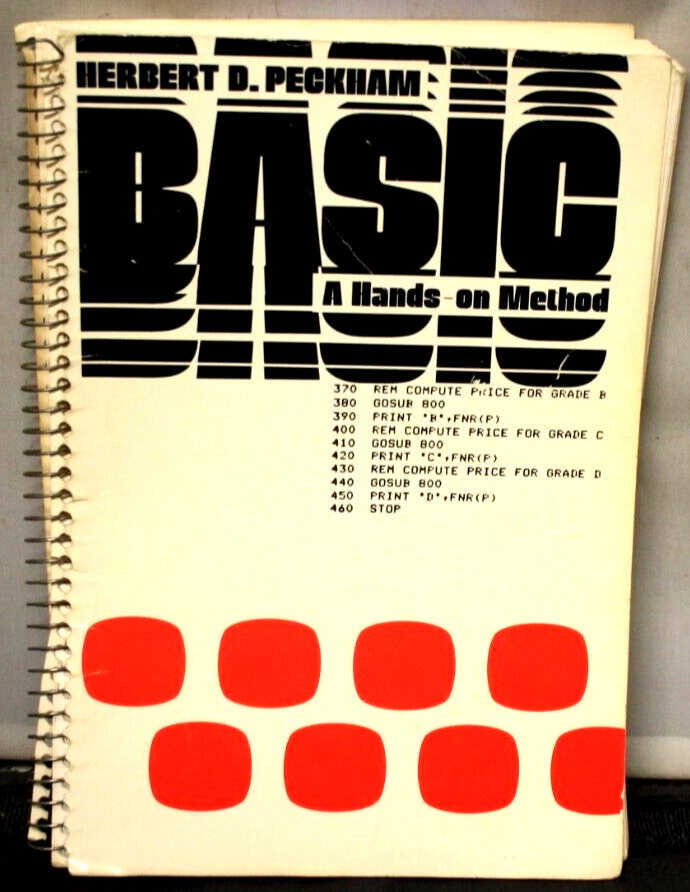 HERBERT D. PECKHAM
BASIC
A Hands-on Method
370 REM COMPUTE PRICE FOR GRADE B
380 GOSUB 800
390 PRINT "B",FNR(P)
400 REM COMPUTE PRICE FOR GRADE C
410 GOSUB 800
420 PRINT "C",FNR(P)
430 REM COMPUTE PRICE FOR GRADE D
440 GOSUB 800
450 PRINT "D",FNR(P)
460 STOP